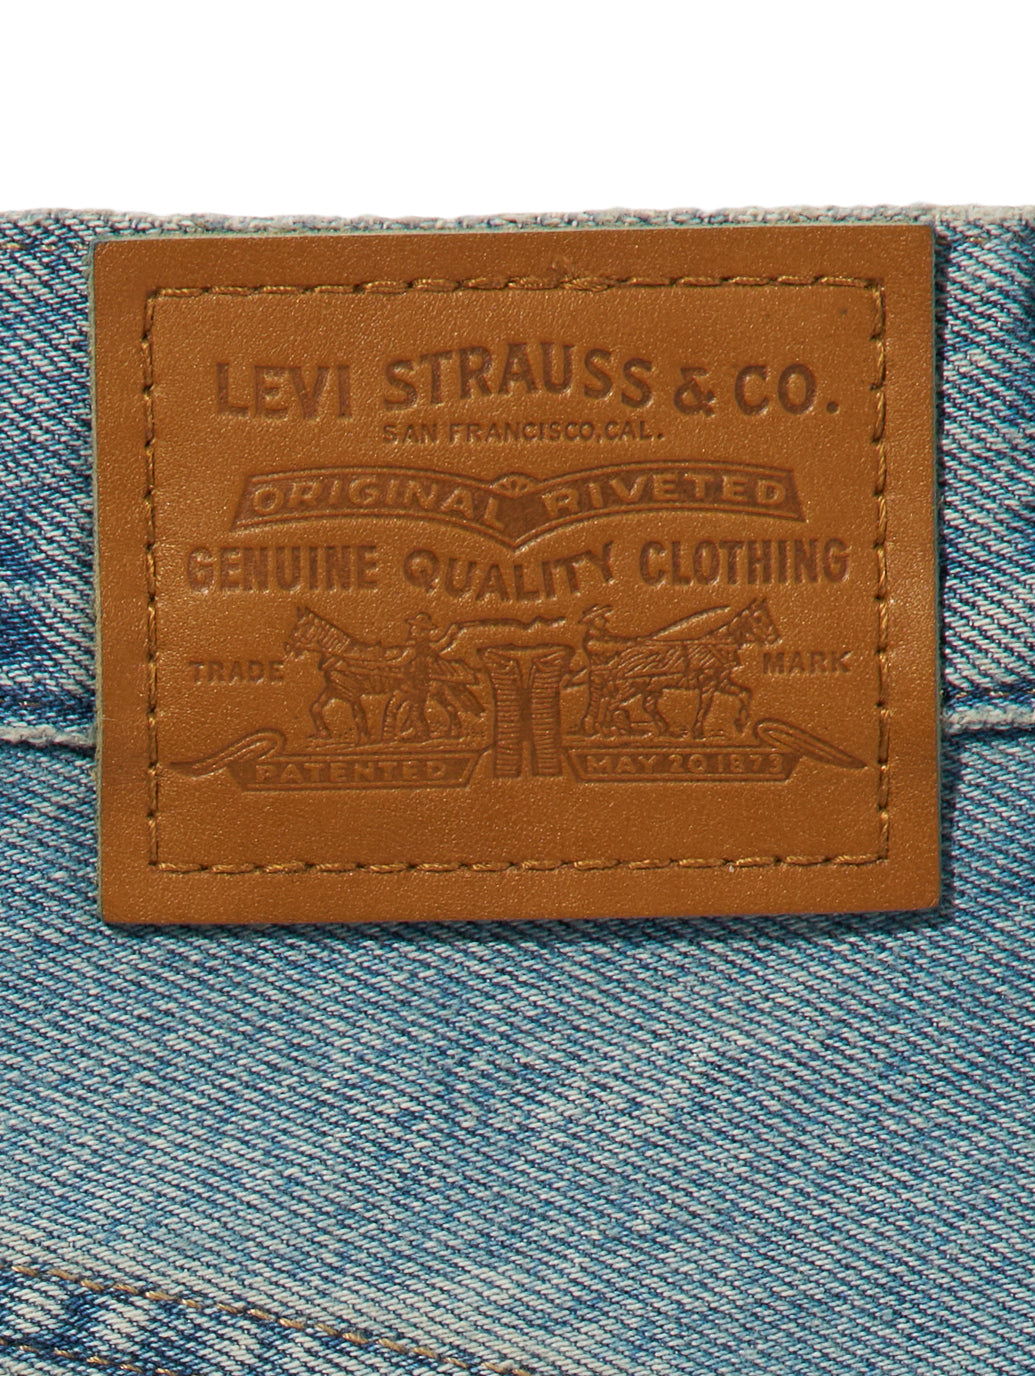 LEVI STRAUSS & CO.
SAN FRANCISCO, CAL.
ORIGINAL RIVETED
GENUINE QUALITY CLOTHING
TRADE MARK
PATENTED MAY 20 1873